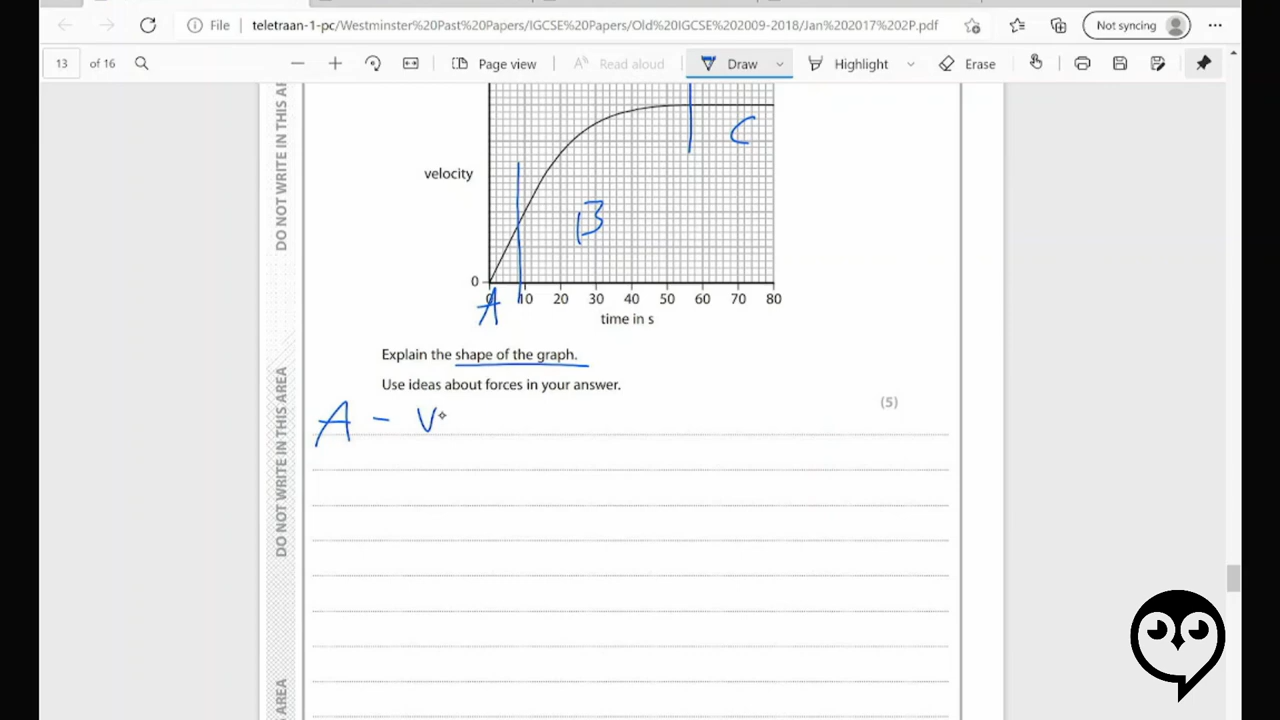 File teletraan-1-pc/Westminster%20Past%20Papers/IGCSE%20Papers/Old%20IGCSE%202009-2018/Jan%202017%202P.pdf Not syncing
13 of 16 Page view Read aloud Draw Highlight Erase
DO NOT WRITE IN THIS AR
C
velocity
B
0
0 10 20 30 40 50 60 70 80
A
time in s
Explain the shape of the graph.
Use ideas about forces in your answer.
(5)
A – V
DO NOT WRITE IN THIS AREA
AREA